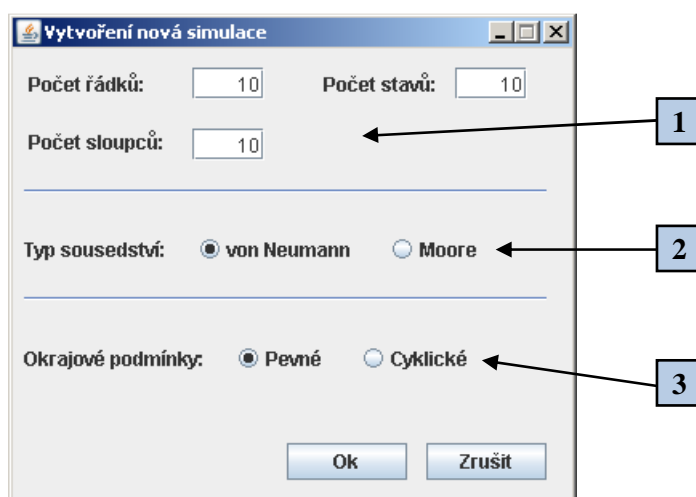 Vytvoření nová simulace
Počet řádků: 10 Počet stavů: 10
1
Počet sloupců: 10
Typ sousedství: von Neumann Moore 2
Okrajové podmínky: Pevné Cyklické
3
Ok Zrušit